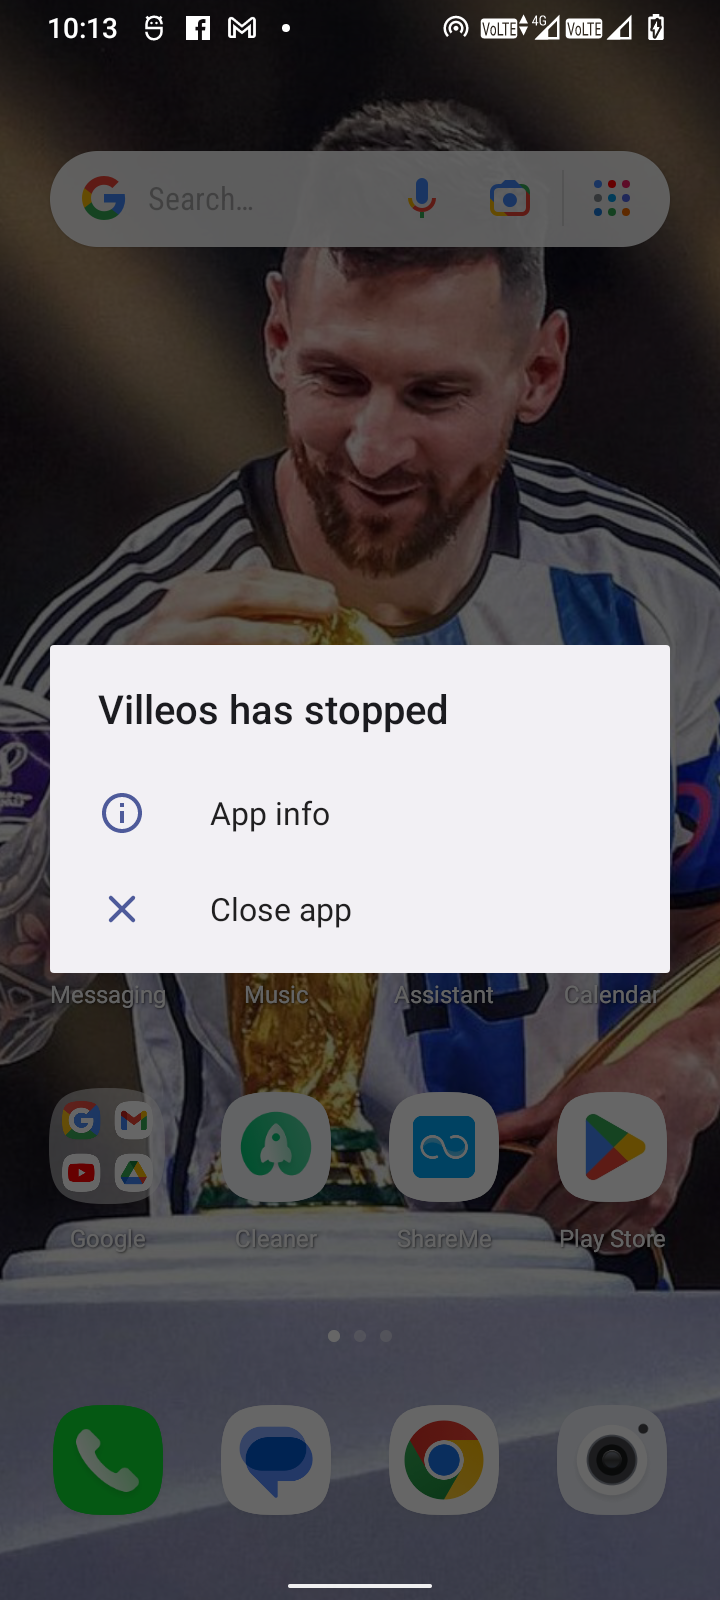 10:13
VoLTE 4G VoLTE
Search...
Villeos has stopped
App info
Close app
Messaging Music Assistant Calendar
Google Cleaner ShareMe Play Store
10